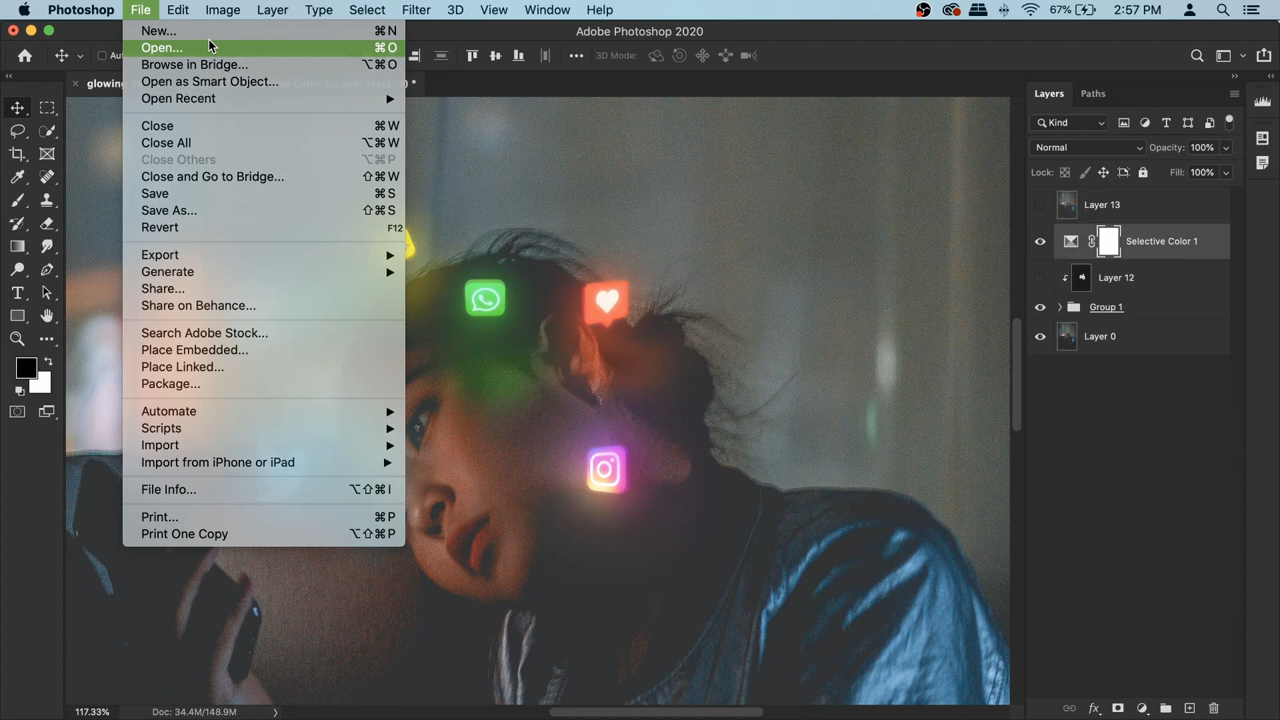 Photoshop File Edit Image Layer Type Select Filter 3D View Window Help 67% 2:57 PM
Adobe Photoshop 2020
3D Mode:
glowing
*
New... ⌘N
Open... ⌘O
Browse in Bridge... ⌥⌘O
Open as Smart Object...
Open Recent
Close ⌘W
Close All ⌥⌘W
Close Others ⌥⌘P
Close and Go to Bridge... ⇧⌘W
Save ⌘S
Save As... ⇧⌘S
Revert F12
Export
Generate
Share...
Share on Behance...
Search Adobe Stock...
Place Embedded...
Place Linked...
Package...
Automate
Scripts
Import
Import from iPhone or iPad
File Info... ⌥⇧⌘I
Print... ⌘P
Print One Copy ⌥⇧⌘P
Layers Paths
Kind
Normal Opacity: 100%
Lock: Fill: 100%
Layer 13
Selective Color 1
Layer 12
Group 1
Layer 0
117.33% Doc: 34.4M/148.9M